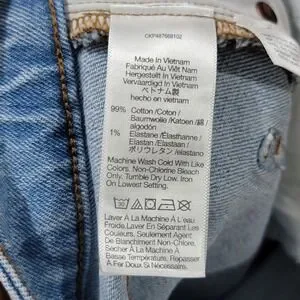 CKP487668102
Made In Vietnam
Fabriqué Au Viêt Nam
Hergestellt In Vietnam
Vervaardigd In Vietnam
ベトナム製
hecho en vietnam
99% Cotton /Coton /
Baumwolle /Katoen /綿 /
algodón
1% Elastane/Elasthanne /
Elastan /Elastaan /
ポリウレタン /elastano
Machine Wash Cold With Like
Colors. Non-Chlorine Bleach
Only. Tumble Dry Low. Iron
On Lowest Setting.
Laver À La Machine À L'eau
Froide. Laver En Séparant Les
Couleurs. Seulement Agent
De Blanchiment Non-Chloré.
Sécher À La Machine À
Basse Température. Repasser
À Fer Doux Si Nécessaire.